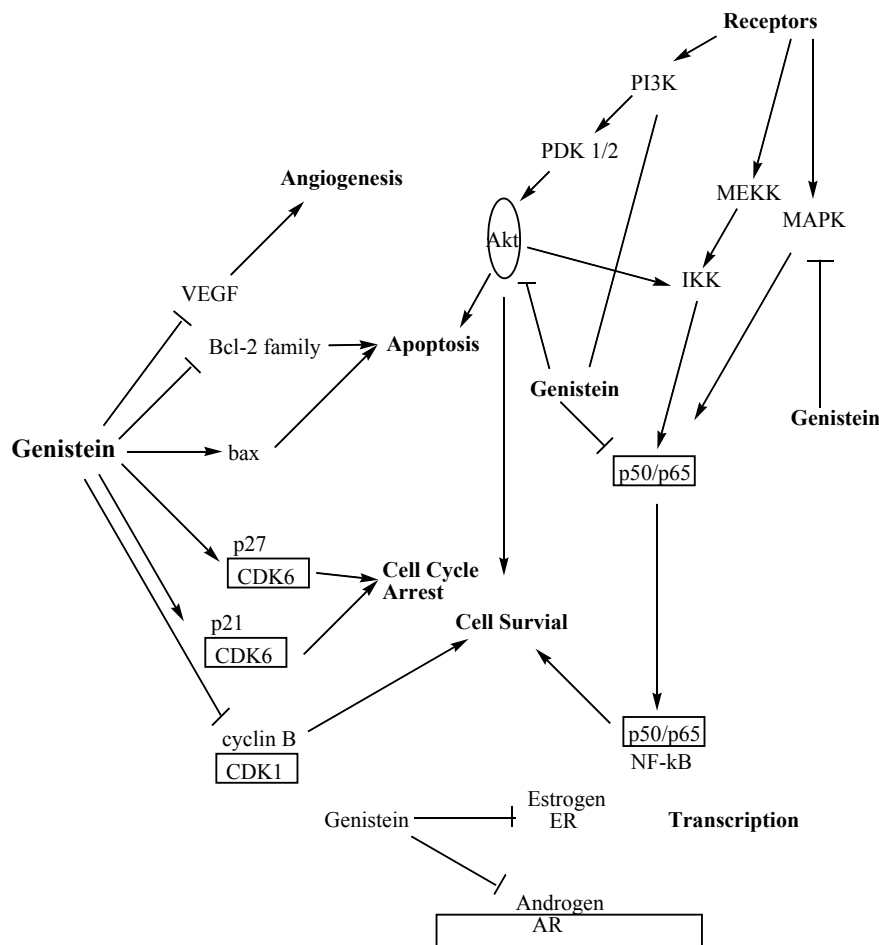 Receptors
PI3K
PDK 1/2
Angiogenesis
MEKK
MAPK
Akt
IKK
VEGF
Bcl-2 family
Apoptosis
Genistein
Genistein
Genistein
bax
p50/p65
p27
CDK6
Cell Cycle
Arrest
p21
CDK6
Cell Survial
cyclin B
CDK1
p50/p65
NF-kB
Estrogen
ER
Genistein
Transcription
Androgen
AR